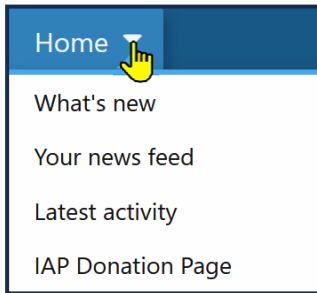 Home
What's new
Your news feed
Latest activity
IAP Donation Page